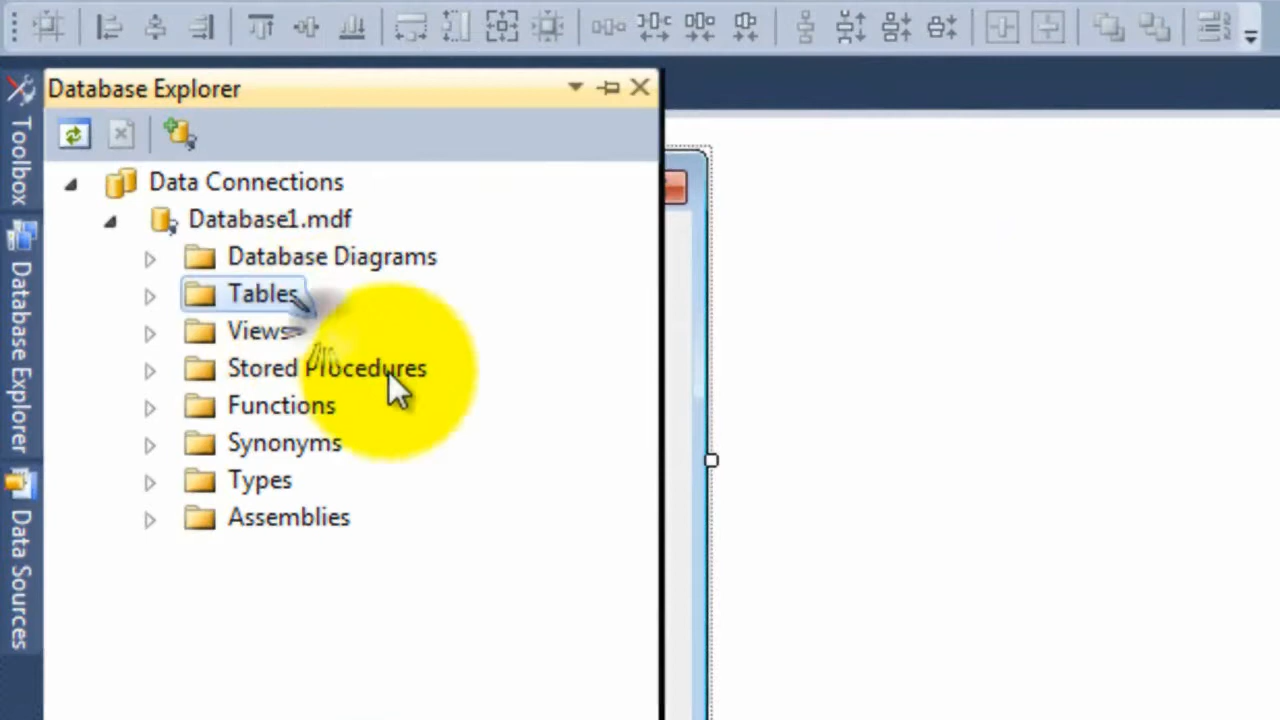 Database Explorer
Toolbox
Database Explorer
Data Sources
Data Connections
Database1.mdf
Database Diagrams
Tables
Views
Stored Procedures
Functions
Synonyms
Types
Assemblies